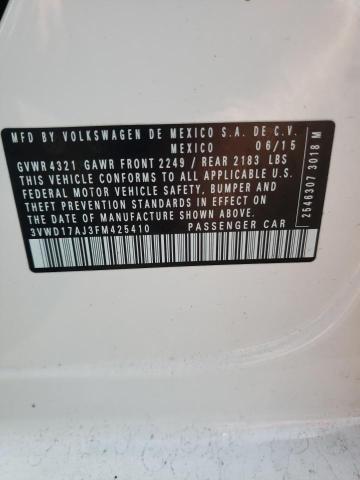 MFD BY VOLKSWAGEN DE MEXICO S.A. DE C.V.
MEXICO 06/15
GVWR 4321 GAWR FRONT 2249 / REAR 2183 LBS
THIS VEHICLE CONFORMS TO ALL APPLICABLE U.S.
FEDERAL MOTOR VEHICLE SAFETY, BUMPER AND
THEFT PREVENTION STANDARDS IN EFFECT ON THE
DATE OF MANUFACTURE SHOWN ABOVE.
3VWD17AJ3FM425410 PASSENGER CAR
2546307 3018 M